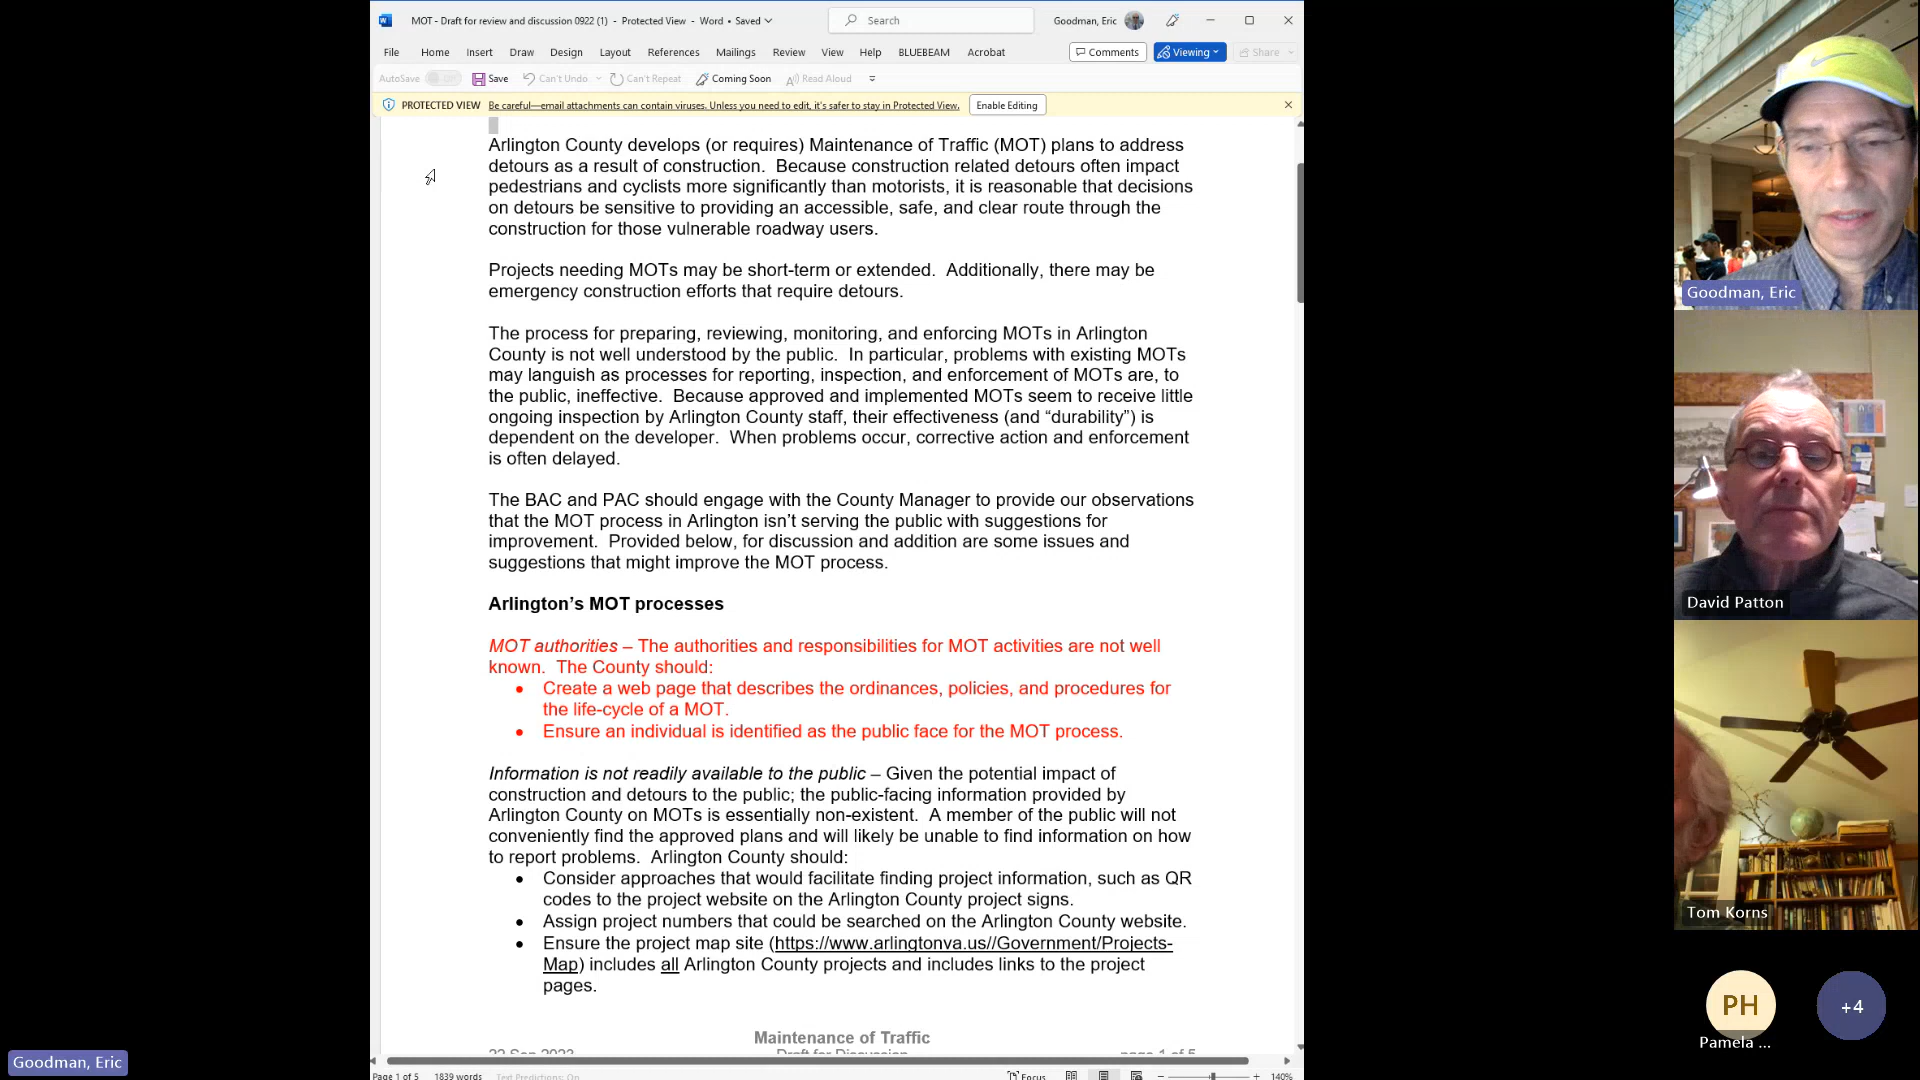 MOT - Draft for review and discussion 0922 (1) - Protected View - Word • Saved
Search
Goodman, Eric
File Home Insert Draw Design Layout References Mailings Review View Help BLUEBEAM Acrobat
Comments Viewing Share
AutoSave Off Save Can't Undo Can't Repeat Coming Soon Read Aloud
PROTECTED VIEW Be careful—email attachments can contain viruses. Unless you need to edit, it's safer to stay in Protected View. Enable Editing
Arlington County develops (or requires) Maintenance of Traffic (MOT) plans to address
detours as a result of construction. Because construction related detours often impact
pedestrians and cyclists more significantly than motorists, it is reasonable that decisions
on detours be sensitive to providing an accessible, safe, and clear route through the
construction for those vulnerable roadway users.
Projects needing MOTs may be short-term or extended. Additionally, there may be
emergency construction efforts that require detours.
The process for preparing, reviewing, monitoring, and enforcing MOTs in Arlington
County is not well understood by the public. In particular, problems with existing MOTs
may languish as processes for reporting, inspection, and enforcement of MOTs are, to
the public, ineffective. Because approved and implemented MOTs seem to receive little
ongoing inspection by Arlington County staff, their effectiveness (and “durability”) is
dependent on the developer. When problems occur, corrective action and enforcement
is often delayed.
The BAC and PAC should engage with the County Manager to provide our observations
that the MOT process in Arlington isn’t serving the public with suggestions for
improvement. Provided below, for discussion and addition are some issues and
suggestions that might improve the MOT process.
Arlington’s MOT processes
MOT authorities – The authorities and responsibilities for MOT activities are not well
known. The County should:
• Create a web page that describes the ordinances, policies, and procedures for
the life-cycle of a MOT.
• Ensure an individual is identified as the public face for the MOT process.
Information is not readily available to the public – Given the potential impact of
construction and detours to the public; the public-facing information provided by
Arlington County on MOTs is essentially non-existent. A member of the public will not
conveniently find the approved plans and will likely be unable to find information on how
to report problems. Arlington County should:
• Consider approaches that would facilitate finding project information, such as QR
codes to the project website on the Arlington County project signs.
• Assign project numbers that could be searched on the Arlington County website.
• Ensure the project map site (https://www.arlingtonva.us//Government/Projects-
Map) includes all Arlington County projects and includes links to the project
pages.
Maintenance of Traffic
22 Sep 2023 Draft for Discussion page 1 of 5
Page 1 of 5 1839 words Text Predictions: On Focus 140%
Goodman, Eric
Goodman, Eric
David Patton
Tom Korns
PH
Pamela ...
+4